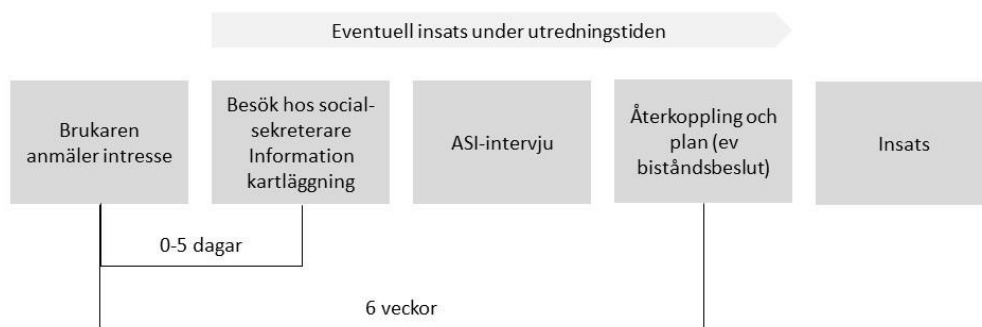 Eventuell insats under utredningstiden
Brukaren
anmäler intresse
Besök hos social-
sekreterare
Information
kartläggning
ASI-intervju
Återkoppling och
plan (ev
biståndsbeslut)
Insats
0-5 dagar
6 veckor